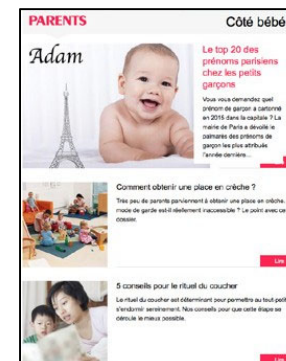 PARENTS
Côté bébé
Adam
Le top 20 des
prénoms parisiens
chez les petits
garçons
Vous vous demandez quel
prénom de garçon a cartonné
en 2015 dans la capitale ? La
mairie de Paris a dévoilé le
palmarès des prénoms de
garçon les plus attribués
l'année dernière...
Comment obtenir une place en crèche ?
Très peu de parents parviennent à obtenir une place en crèche.
mode de garde est-il réellement inaccessible ? Le point avec ce
dossier.
Lire
5 conseils pour le rituel du coucher
Le rituel du coucher est déterminant pour permettre au tout-petit
s'endormir sereinement. Nos conseils pour que cette étape se
déroule le mieux possible.
Lire